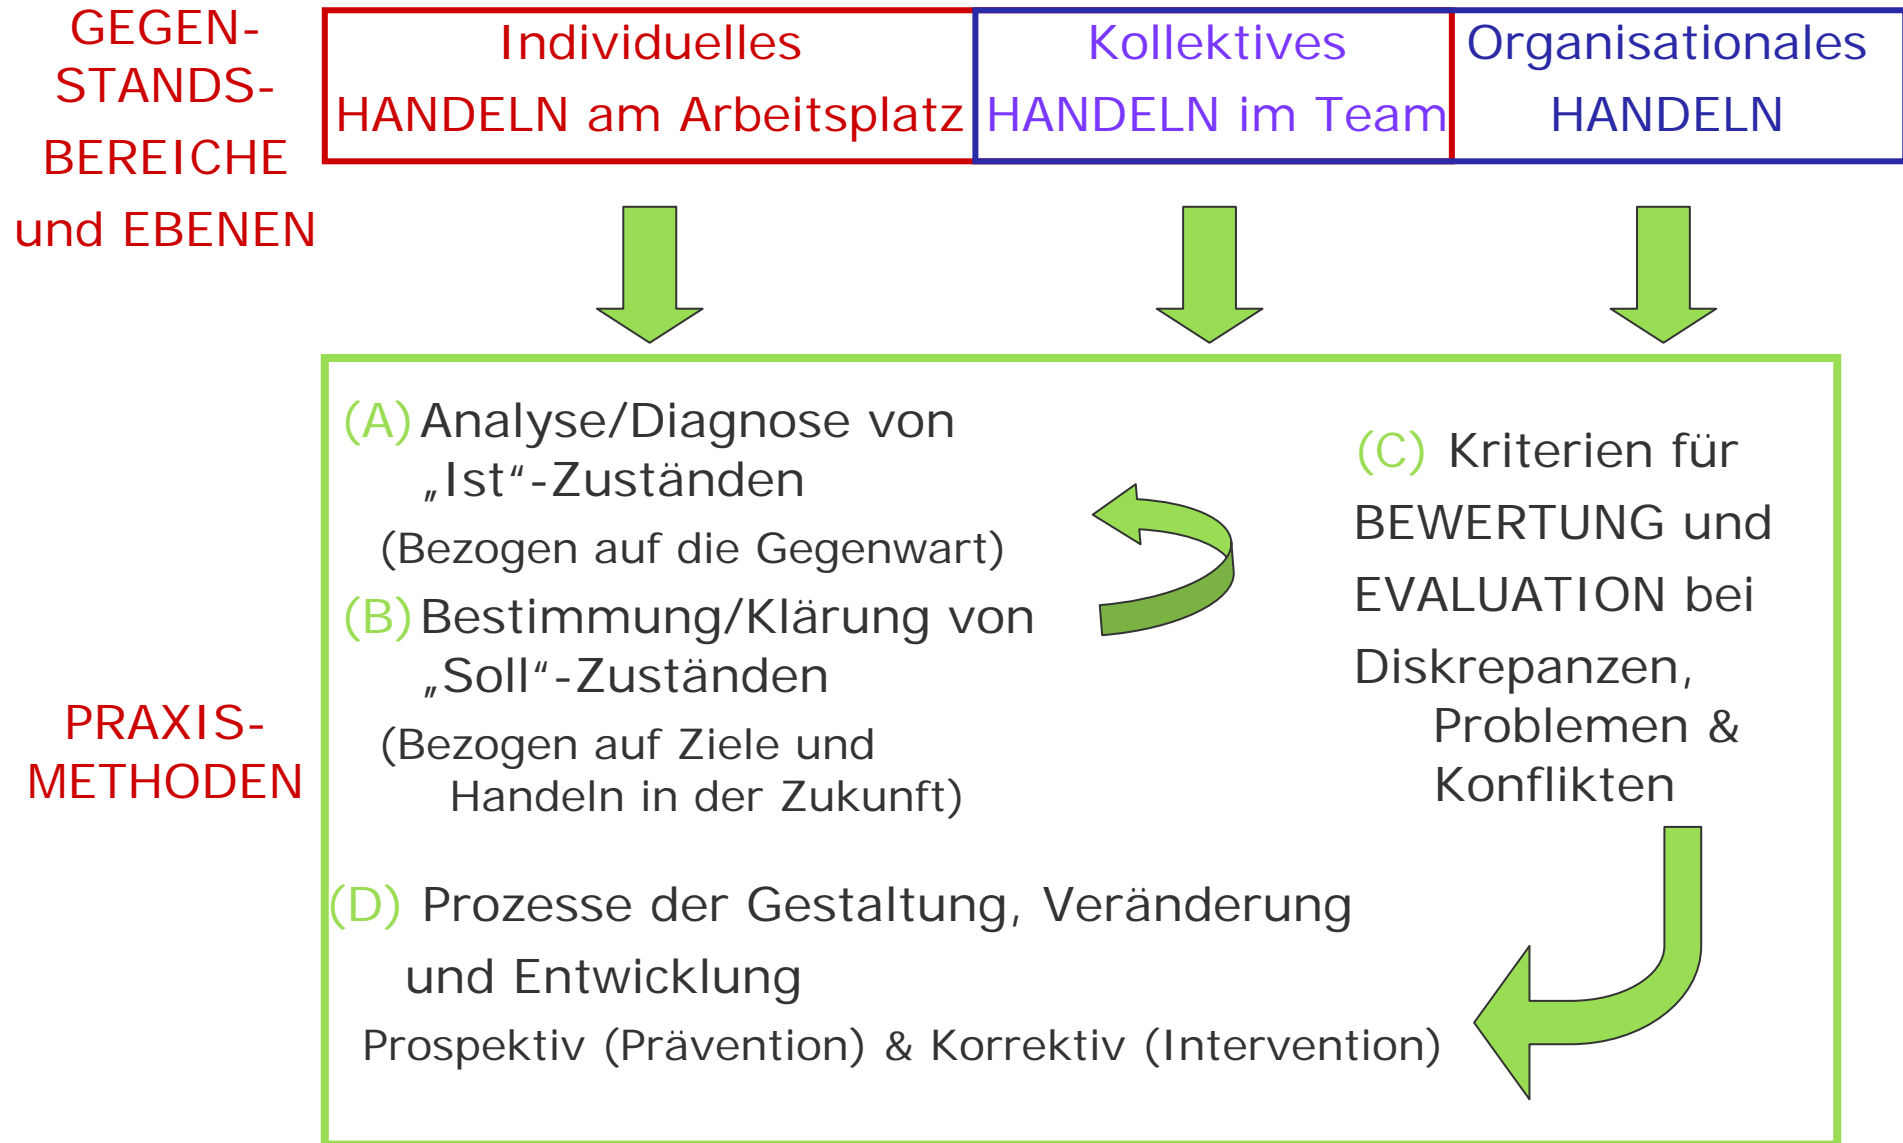 GEGEN-
STANDS-
BEREICHE
und EBENEN
Individuelles
HANDELN am Arbeitsplatz
Kollektives
HANDELN im Team
Organisationales
HANDELN
PRAXIS-
METHODEN
(A) Analyse/Diagnose von
„Ist“-Zuständen
(Bezogen auf die Gegenwart)
(B) Bestimmung/Klärung von
„Soll“-Zuständen
(Bezogen auf Ziele und
Handeln in der Zukunft)
(C) Kriterien für
BEWERTUNG und
EVALUATION bei
Diskrepanzen,
Problemen &
Konflikten
(D) Prozesse der Gestaltung, Veränderung
und Entwicklung
Prospektiv (Prävention) & Korrektiv (Intervention)